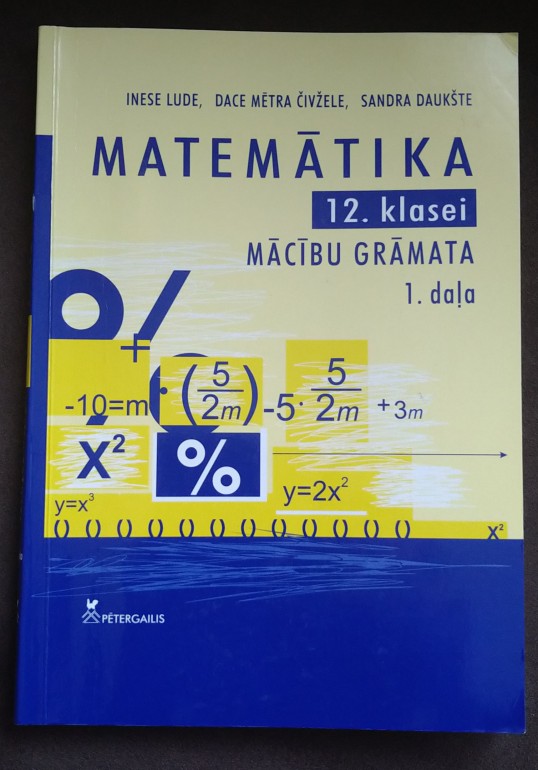 INESE LUDE, DACE MĒTRA ČIVŽELE, SANDRA DAUKŠTE
MATEMĀTIKA
12. klasei
MĀCĪBU GRĀMATA
1. daļa
%
+
-10=m·(5/2m)-5·5/2m +3m
x²
%
y=x³
y=2x²
() () () () () () () () () () () ()
x²
PĒTERGAILIS